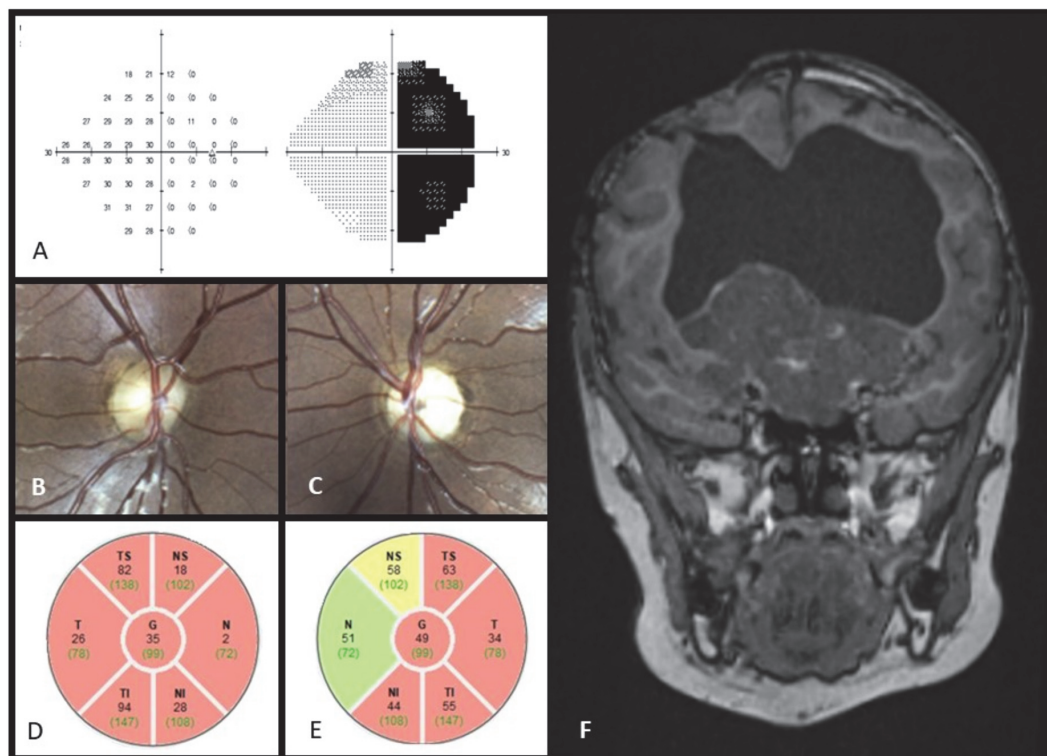 18 21 12 (0
24 25 25 (0 (0 (0
27 29 29 28 (0 11 0 (0
26 26 29 29 30 (0 (0 0 (0
30 30
28 28 30 30 30 (0 (0 (0 (0
27 30 30 28 (0 2 (0 (0
31 31 27 (0 (0 (0
29 28 (0 (0
A
B
C
TS
82
(138)
NS
18
(102)
T
26
(78)
G
35
(99)
N
2
(72)
TI
94
(147)
NI
28
(108)
D
NS
58
(102)
TS
63
(138)
N
51
(72)
G
49
(99)
T
34
(78)
NI
44
(108)
TI
55
(147)
E
F